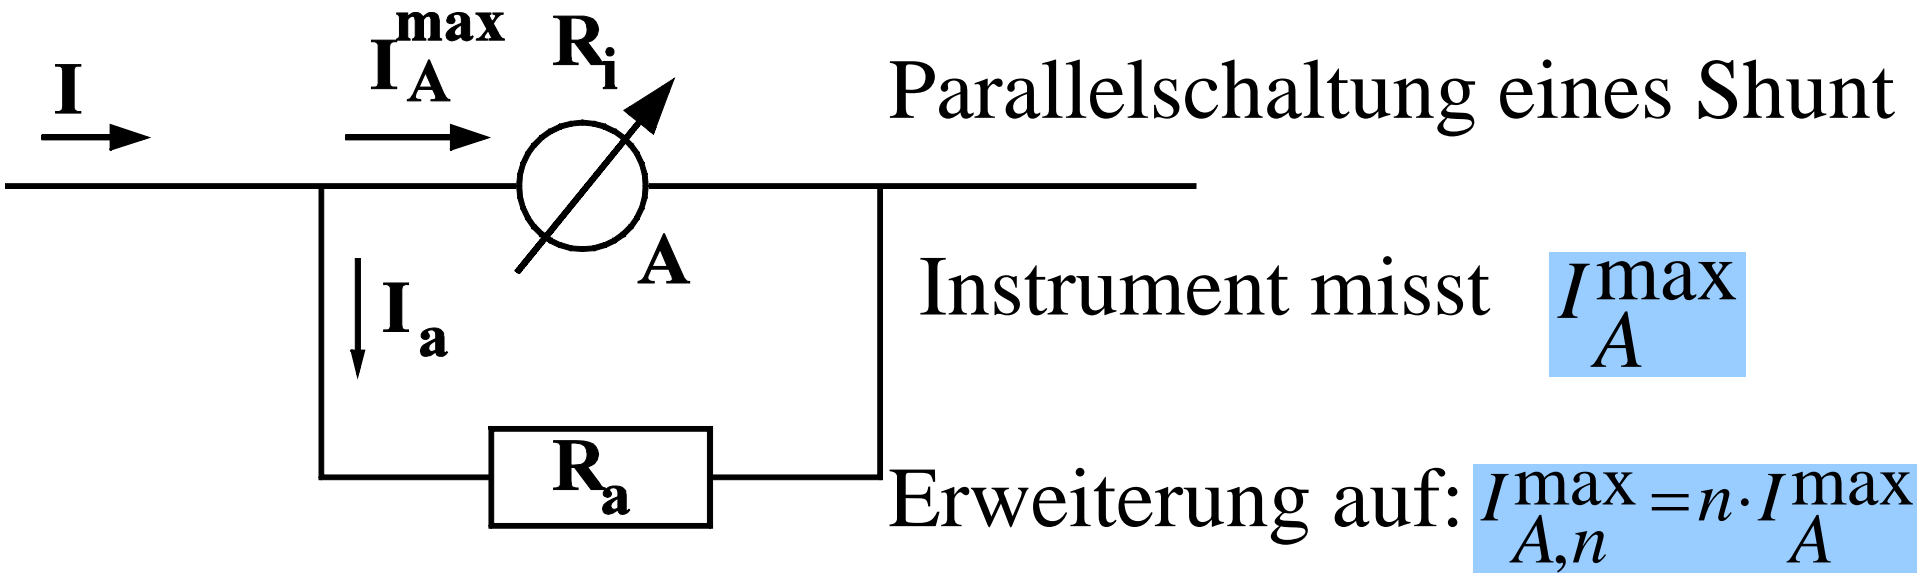 I
I_A^max
R_i
Parallelschaltung eines Shunt
A
I_a
Instrument misst I_A^max
R_a
Erweiterung auf: I_{A,n}^max = n · I_A^max